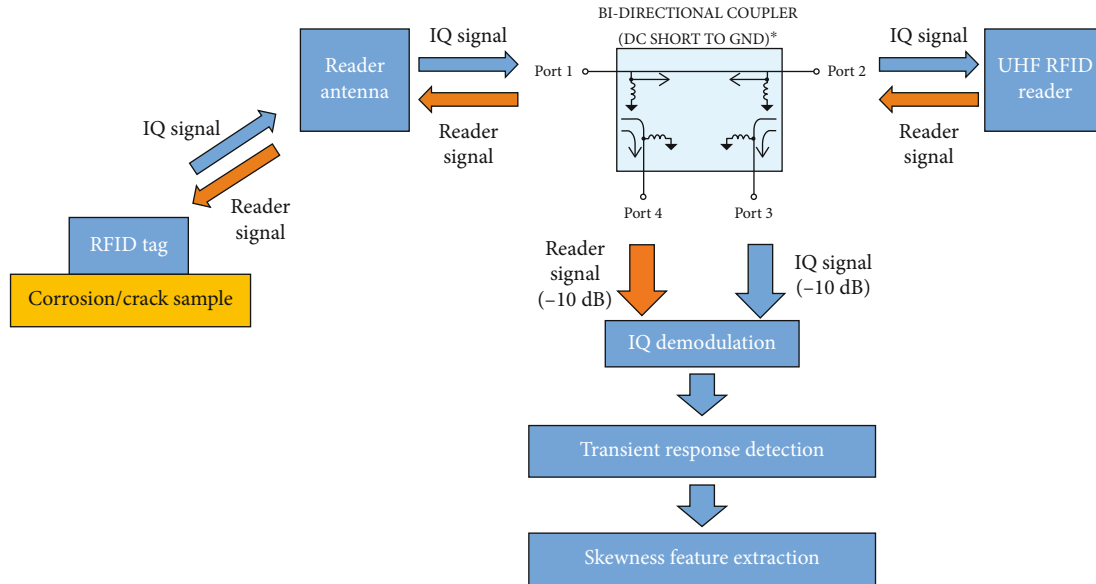 BI-DIRECTIONAL COUPLER
(DC SHORT TO GND)*
IQ signal
Reader
antenna
Port 1
Port 2
IQ signal
UHF RFID
reader
Reader
signal
Reader
signal
IQ signal
Reader
signal
Port 4
Port 3
RFID tag
Corrosion/crack sample
Reader
signal
(–10 dB)
IQ signal
(–10 dB)
IQ demodulation
Transient response detection
Skewness feature extraction